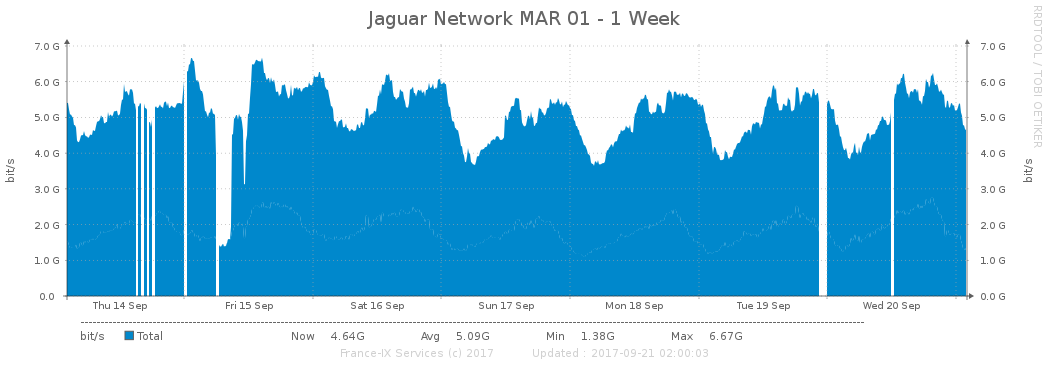 Jaguar Network MAR 01 - 1 Week
RRDTOOL / TOBI OETIKER
7.0 G 7.0 G
6.0 G 6.0 G
5.0 G 5.0 G
4.0 G 4.0 G
bit/s bit/s
3.0 G 3.0 G
2.0 G 2.0 G
1.0 G 1.0 G
0.0 0.0 G
Thu 14 Sep Fri 15 Sep Sat 16 Sep Sun 17 Sep Mon 18 Sep Tue 19 Sep Wed 20 Sep
bit/s Total Now 4.64G Avg 5.09G Min 1.38G Max 6.67G
France-IX Services (c) 2017 Updated : 2017-09-21 02:00:03